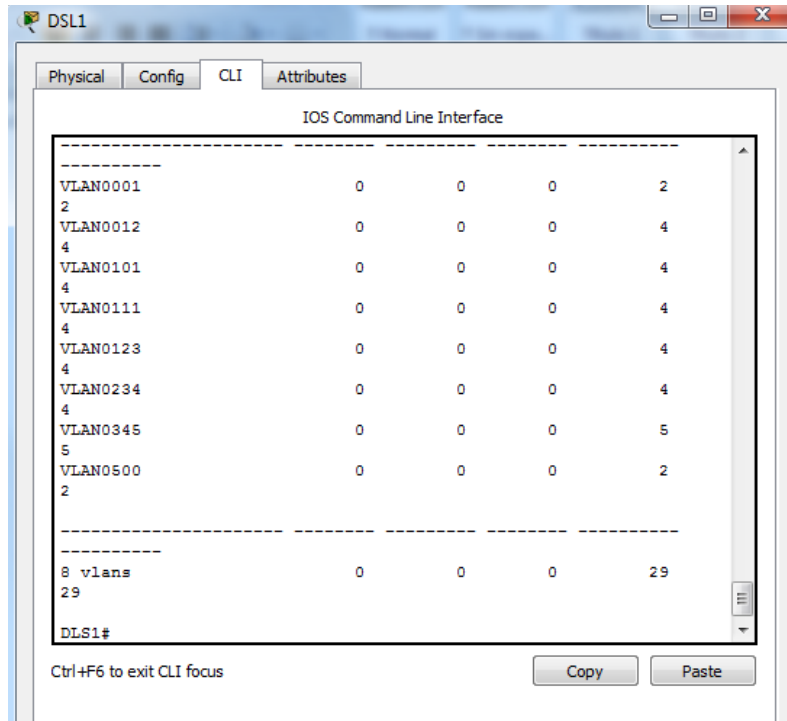 DSL1
Physical Config CLI Attributes
IOS Command Line Interface
---------------------- -------- --------- -------- ----------
----------
VLAN0001 0 0 0 2
2
VLAN0012 0 0 0 4
4
VLAN0101 0 0 0 4
4
VLAN0111 0 0 0 4
4
VLAN0123 0 0 0 4
4
VLAN0234 0 0 0 4
4
VLAN0345 0 0 0 5
5
VLAN0500 0 0 0 2
2
---------------------- -------- --------- -------- ----------
----------
8 vlans 0 0 0 29
29
DLS1#
Ctrl+F6 to exit CLI focus
Copy Paste